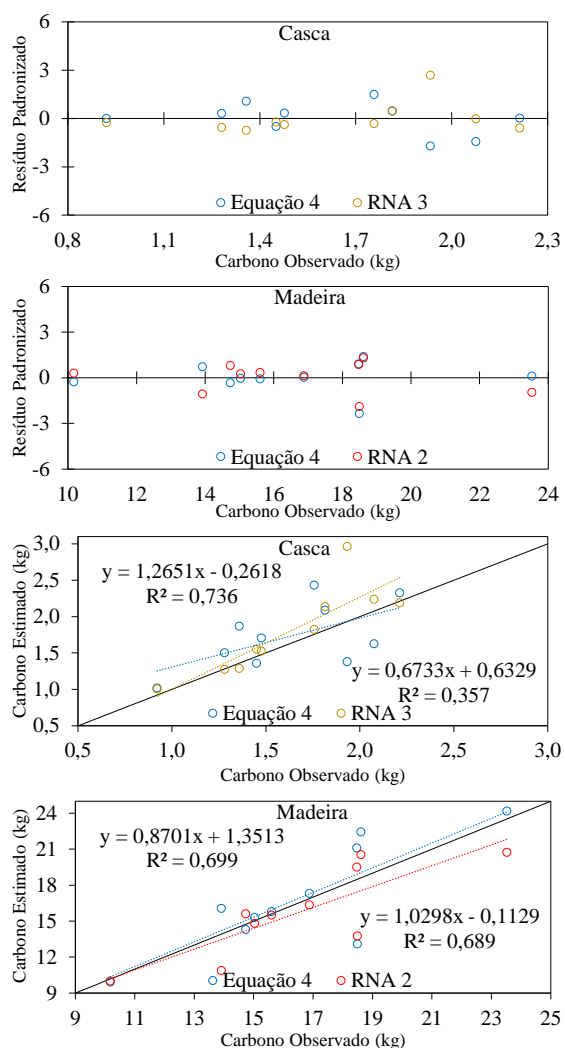 Casca
Resíduo Padronizado
6
3
0
-3
-6
Equação 4 RNA 3
0,8 1,1 1,4 1,7 2,0 2,3
Carbono Observado (kg)
Madeira
Resíduo Padronizado
6
3
0
-3
-6
Equação 4 RNA 2
10 12 14 16 18 20 22 24
Carbono Observado (kg)
Casca
Carbono Estimado (kg)
3,0
2,5
2,0
1,5
1,0
0,5
y = 1,2651x - 0,2618
R² = 0,736
y = 0,6733x + 0,6329
R² = 0,357
Equação 4 RNA 3
0,5 1,0 1,5 2,0 2,5 3,0
Carbono Observado (kg)
Madeira
Carbono Estimado (kg)
24
21
18
15
12
9
y = 0,8701x + 1,3513
R² = 0,699
y = 1,0298x - 0,1129
R² = 0,689
Equação 4 RNA 2
9 11 13 15 17 19 21 23 25
Carbono Observado (kg)